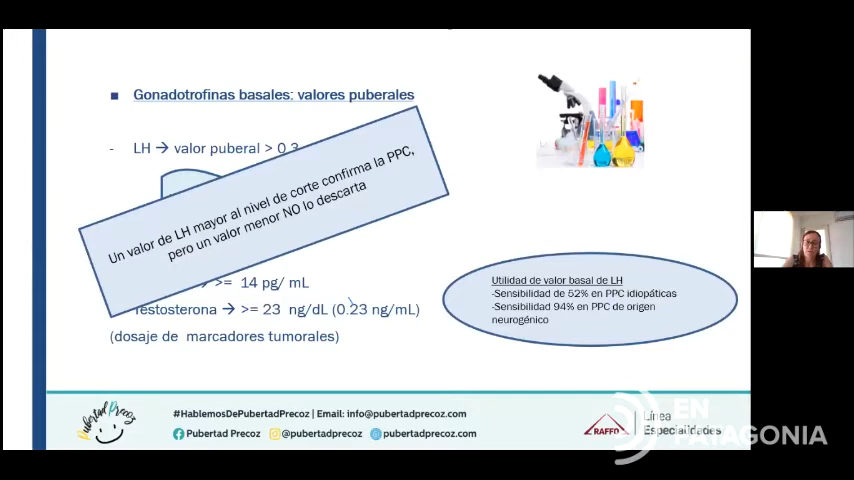 Gonadotrofinas basales: valores puberales
- LH → valor puberal > 0.3
Un valor de LH mayor al nivel de corte confirma la PPC,
pero un valor menor NO lo descarta
>= 14 pg/ mL
Testosterona → >= 23 ng/dL (0.23 ng/mL)
(dosaje de marcadores tumorales)
Utilidad de valor basal de LH
-Sensibilidad de 52% en PPC idiopáticas
-Sensibilidad 94% en PPC de origen
neurogénico
Pubertad Precoz
#HablemosDePubertadPrecoz | Email: info@pubertadprecoz.com
Pubertad Precoz @pubertadprecoz pubertadprecoz.com
RAFFO
Línea
Especialidades
EN
PATAGONIA